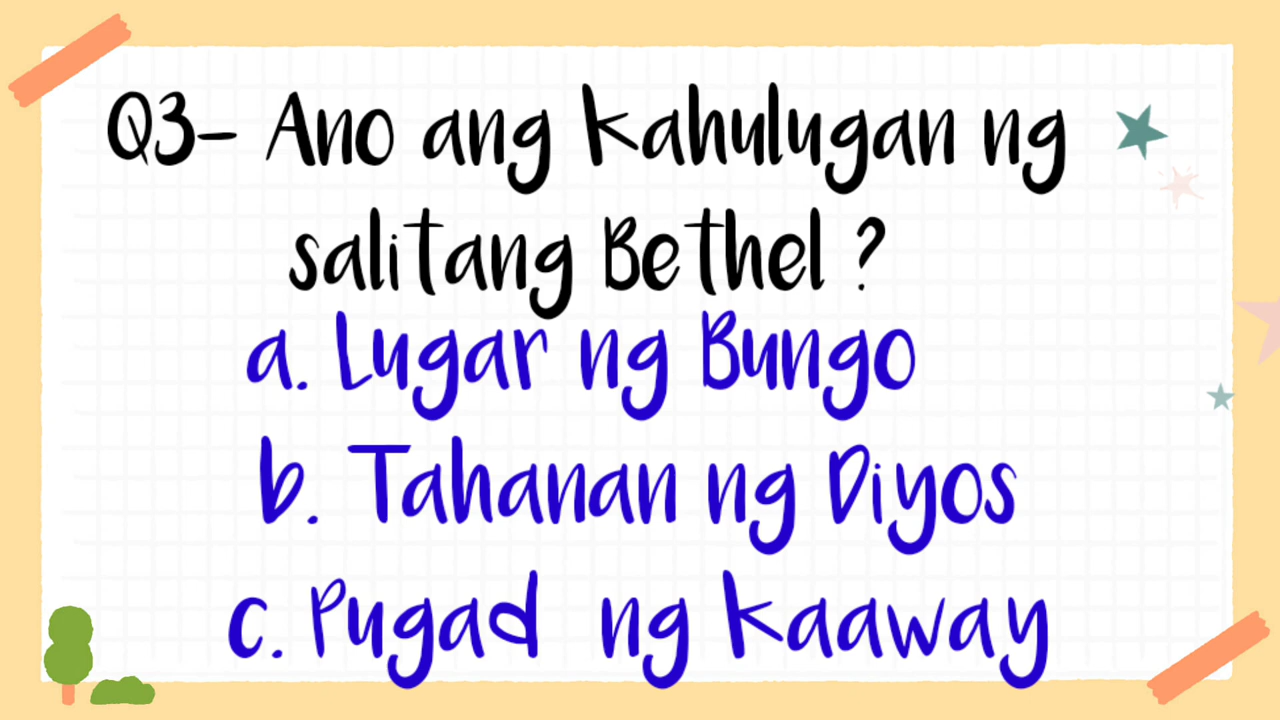 Q3- Ano ang kahulugan ng
salitang Bethel ?
a. Lugar ng Bungo
b. Tahanan ng Diyos
c. Pugad ng kaaway